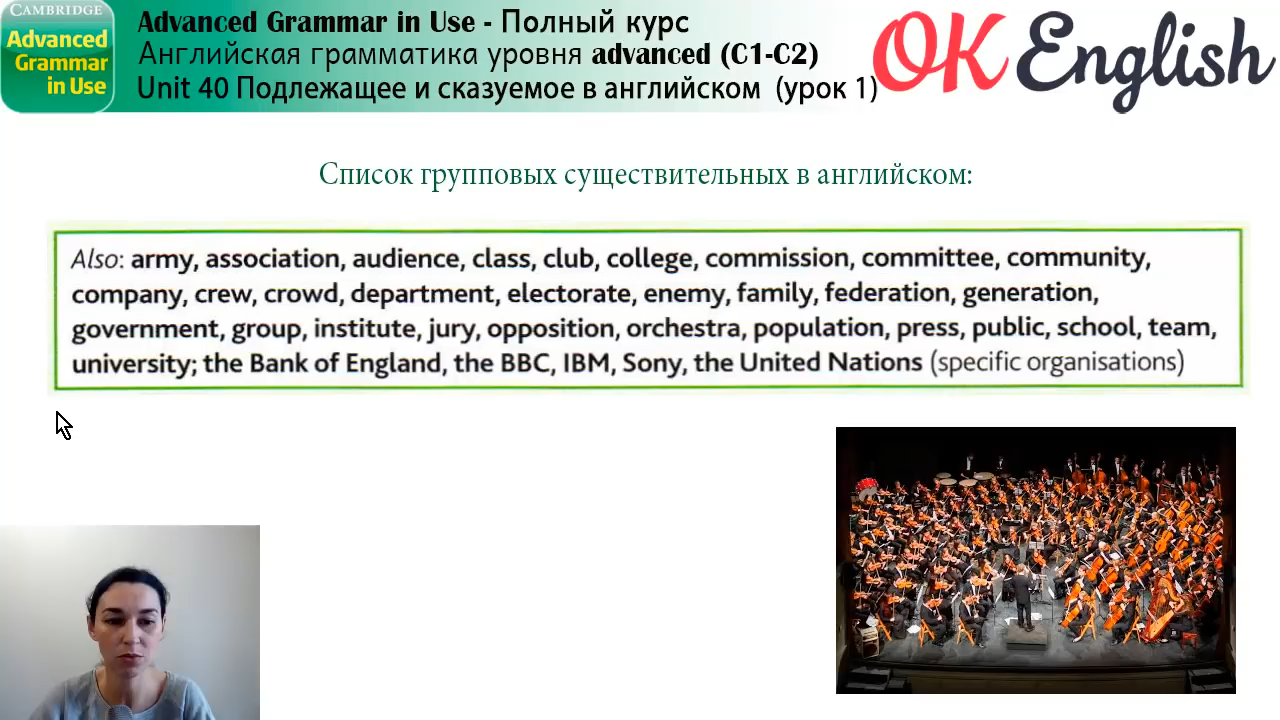 CAMBRIDGE
Advanced
Grammar
in Use
Advanced Grammar in Use - Полный курс
Английская грамматика уровня advanced (C1-C2)
Unit 40 Подлежащее и сказуемое в английском (урок 1)
OK English
Список групповых существительных в английском:
Also: army, association, audience, class, club, college, commission, committee, community,
company, crew, crowd, department, electorate, enemy, family, federation, generation,
government, group, institute, jury, opposition, orchestra, population, press, public, school, team,
university; the Bank of England, the BBC, IBM, Sony, the United Nations (specific organisations)